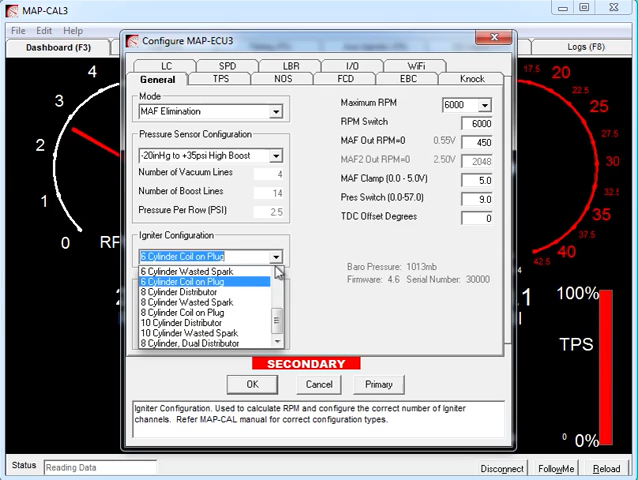 MAP-CAL3
File Edit Help
Dashboard (F3)
Logs (F8)
Configure MAP-ECU3
LC SPD LBR I/O WiFi
General TPS NOS FCD EBC Knock
Mode
MAF Elimination
Pressure Sensor Configuration
-20inHg to +35psi High Boost
Number of Vacuum Lines 4
Number of Boost Lines 14
Pressure Per Row (PSI) 2.5
Igniter Configuration
6 Cylinder Coil on Plug
6 Cylinder Wasted Spark
6 Cylinder Coil on Plug
8 Cylinder Distributor
8 Cylinder Wasted Spark
8 Cylinder Coil on Plug
10 Cylinder Distributor
10 Cylinder Wasted Spark
8 Cylinder, Dual Distributor
Maximum RPM 6000
RPM Switch 6000
MAF Out RPM=0 0.55V 450
MAF2 Out RPM=0 2.50V 2048
MAF Clamp (0.0 - 5.0V) 5.0
Pres Switch (0.0-57.0) 9.0
TDC Offset Degrees 0
Baro Pressure: 1013mb
Firmware: 4.6 Serial Number: 30000
SECONDARY
OK Cancel Primary
Igniter Configuration. Used to calculate RPM and configure the correct number of Igniter
channels. Refer MAP-CAL manual for correct configuration types.
4
3
2
1
0
17.5
20
22.5
25
27.5
30
32.5
35
37.5
40
42.5
100%
TPS
0%
Status Reading Data
Disconnect FollowMe Reload